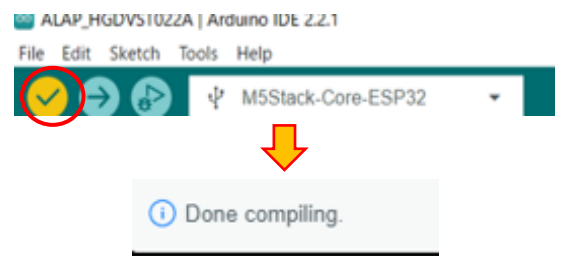 ALAP_HGDVS1022A | Arduino IDE 2.2.1
File Edit Sketch Tools Help
M5Stack-Core-ESP32
Done compiling.